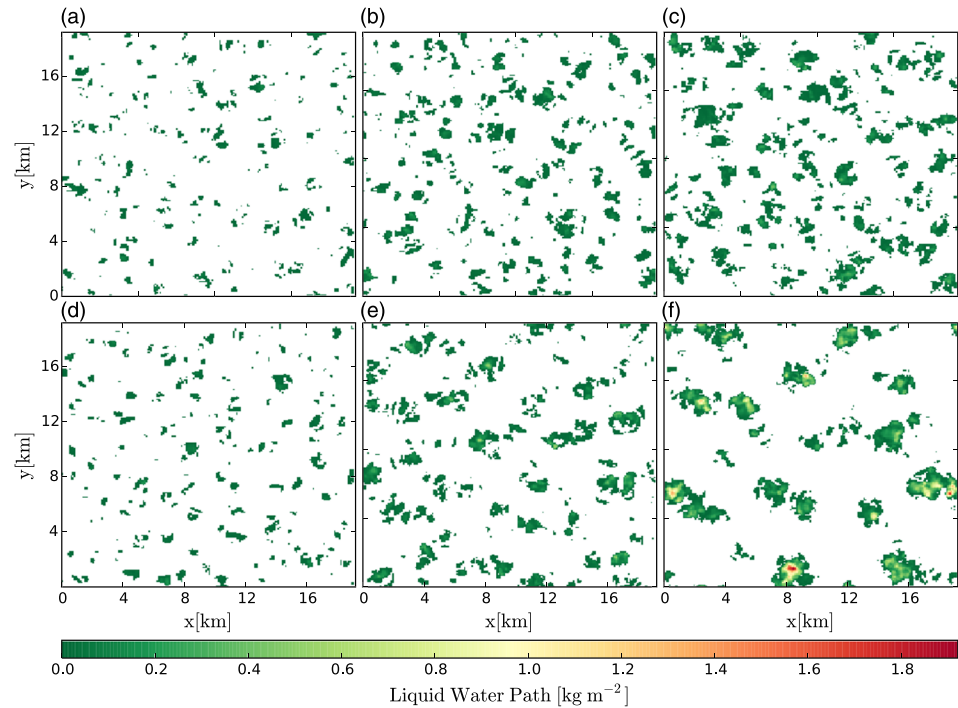 (a) (b) (c)
16
12
y[km]
8
4
0
(d) (e) (f)
16
12
y[km]
8
4
0 4 8 12 16 0 4 8 12 16 0 4 8 12 16
x[km] x[km] x[km]
0.0 0.2 0.4 0.6 0.8 1.0 1.2 1.4 1.6 1.8
Liquid Water Path [kg m⁻²]